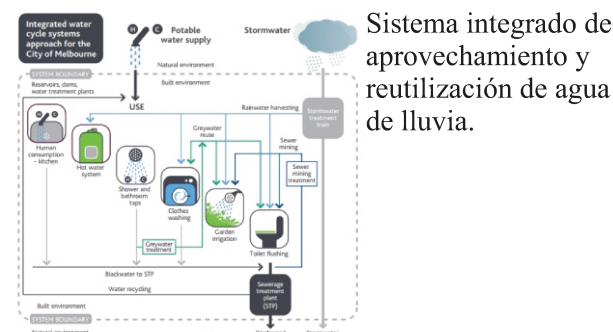 Integrated water
cycle systems
approach for the
City of Melbourne
H C
Potable
water supply
Stormwater
Natural environment
SYSTEM BOUNDARY
Built environment
Reservoirs, dams,
water treatment plants
USE
Rainwater harvesting
Stormwater
treatment
train
Greywater
reuse
Sewer
mining
Sewer
mining
treatment
H C
Human
consumption
- kitchen
Hot water
system
H C
Shower and
bathroom
taps
Clothes
washing
Garden
irrigation
Toilet flushing
Greywater
treatment
Blackwater to STP
Water recycling
Sewerage
treatment
plant
(STP)
Built environment
SYSTEM BOUNDARY
Natural environment
Discharged
Stormwater
Sistema integrado de
aprovechamiento y
reutilización de agua
de lluvia.